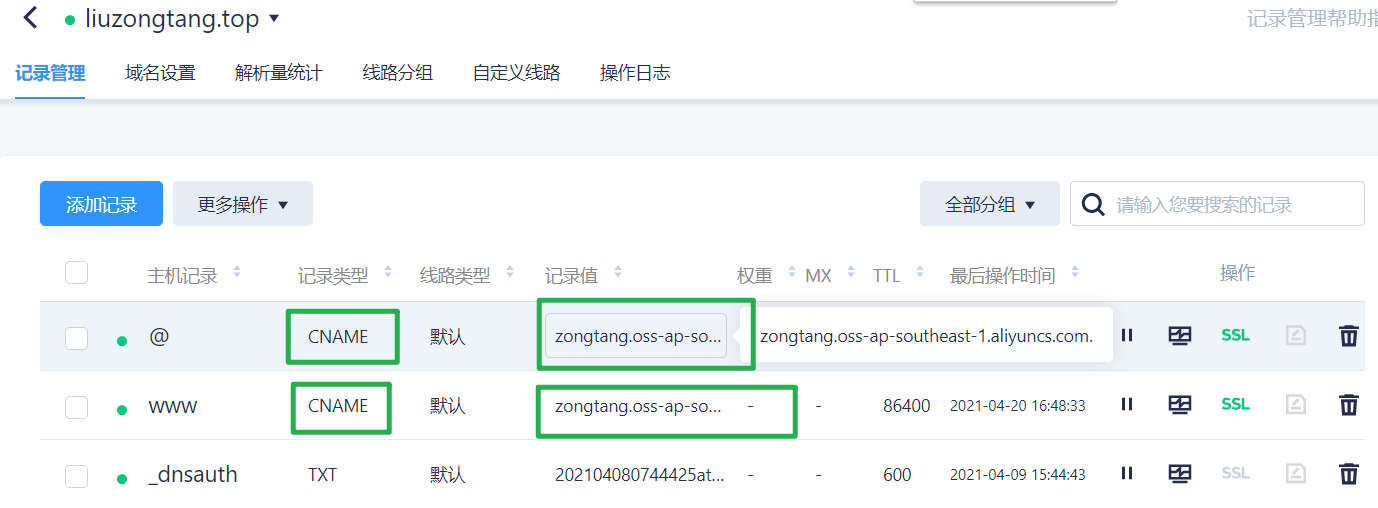 liuzongtang.top
记录管理帮助指
记录管理 域名设置 解析量统计 线路分组 自定义线路 操作日志
添加记录 更多操作 全部分组 请输入您要搜索的记录
主机记录 记录类型 线路类型 记录值 权重 MX TTL 最后操作时间 操作
@ CNAME 默认 zongtang.oss-ap-so... zongtang.oss-ap-southeast-1.aliyuncs.com. SSL
www CNAME 默认 zongtang.oss-ap-so... - - 86400 2021-04-20 16:48:33 SSL
_dnsauth TXT 默认 202104080744425at... - - 600 2021-04-09 15:44:43 SSL